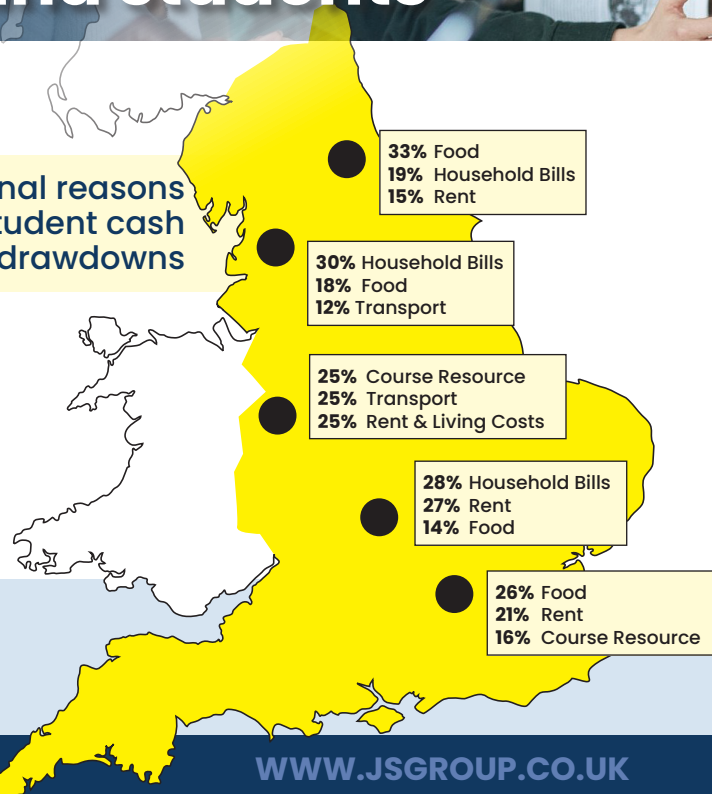 nal reasons
tudent cash
drawdowns
33% Food
19% Household Bills
15% Rent
30% Household Bills
18% Food
12% Transport
25% Course Resource
25% Transport
25% Rent & Living Costs
28% Household Bills
27% Rent
14% Food
26% Food
21% Rent
16% Course Resource
WWW.JSGROUP.CO.UK